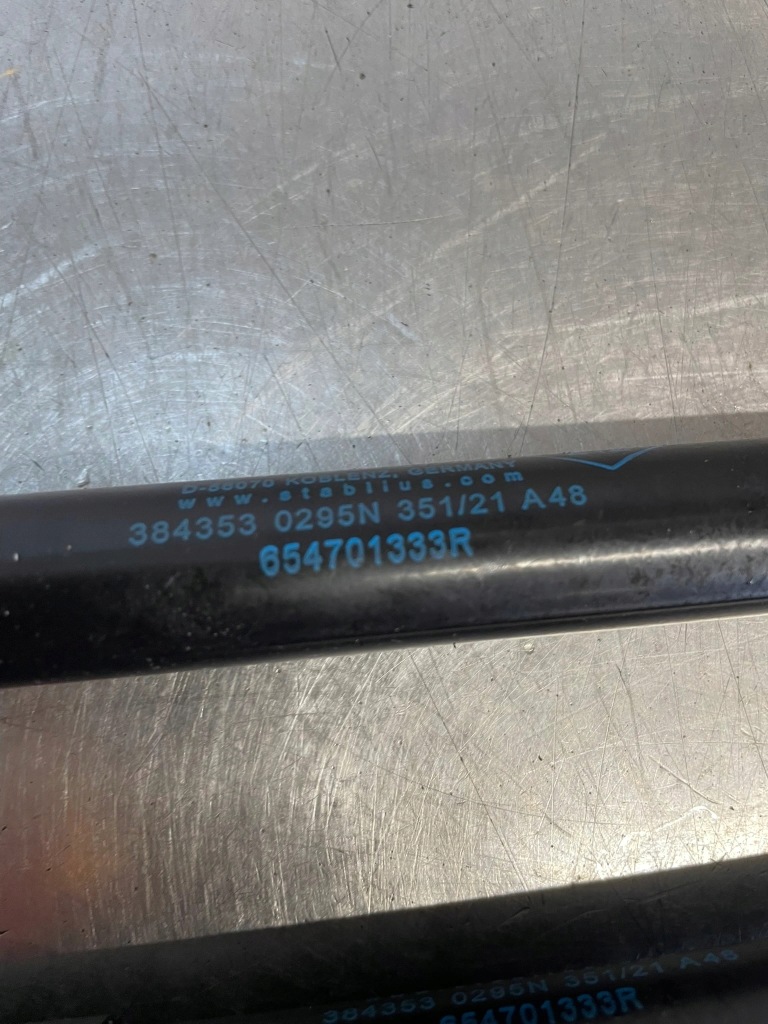 D-56070 KOBLENZ, GERMANY
www.stabilus.com
384353 0295N 351/21 A48
654701333R
384353 0295N 351/21 A48
654701333R